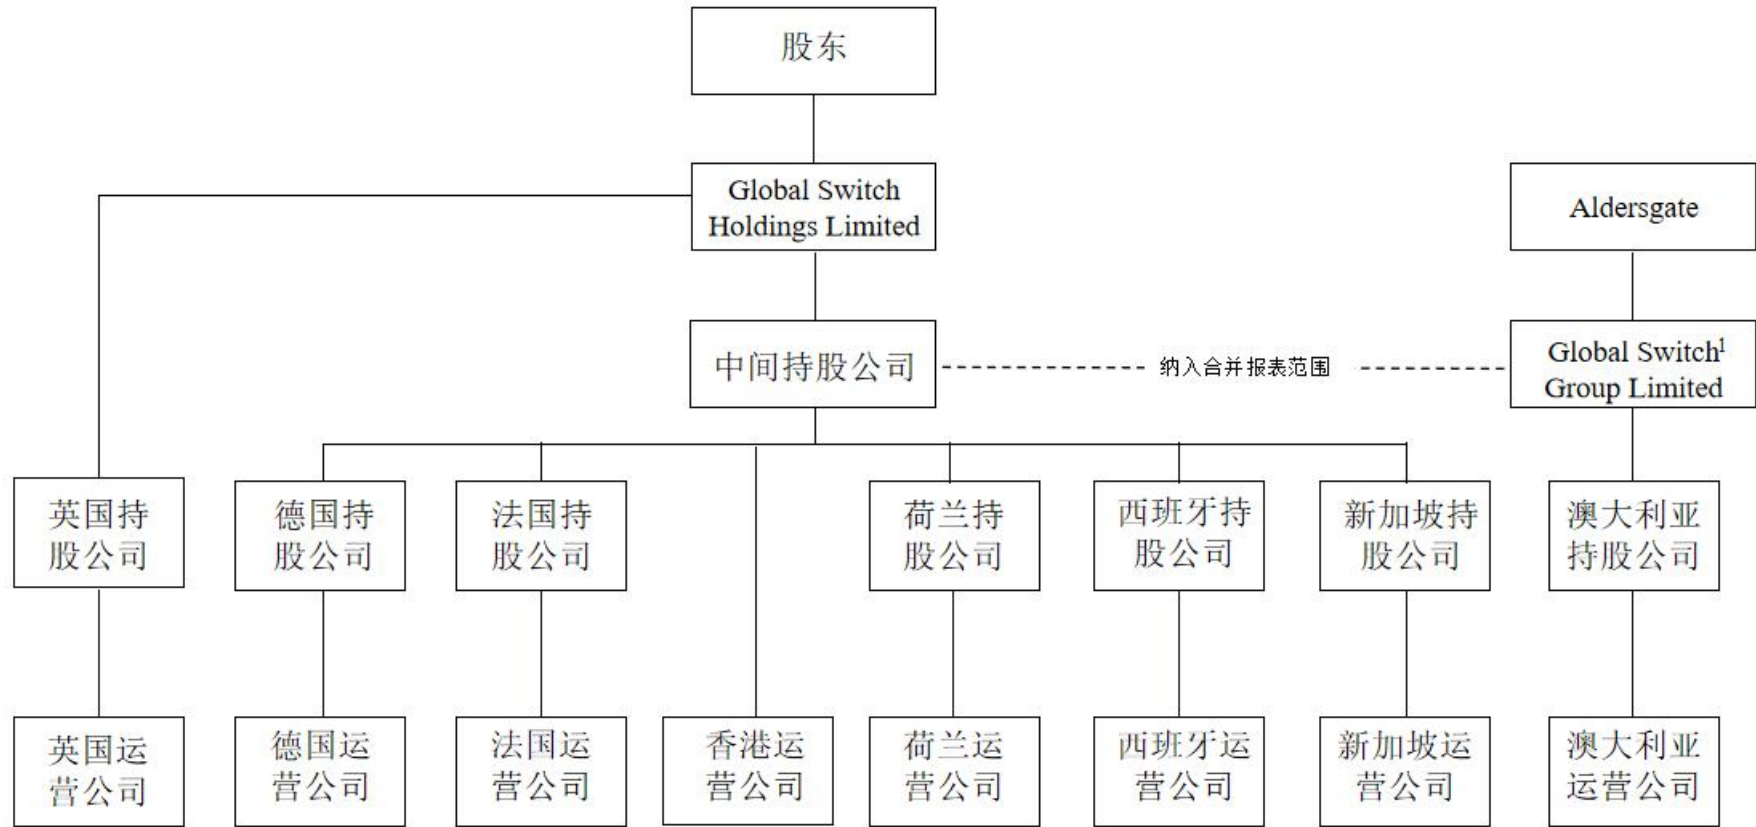 股东
Global Switch
Holdings Limited
Aldersgate
中间持股公司
纳入合并报表范围
Global Switch¹
Group Limited
英国持
股公司
德国持
股公司
法国持
股公司
荷兰持
股公司
西班牙持
股公司
新加坡持
股公司
澳大利亚
持股公司
英国运
营公司
德国运
营公司
法国运
营公司
香港运
营公司
荷兰运
营公司
西班牙运
营公司
新加坡运
营公司
澳大利亚
运营公司